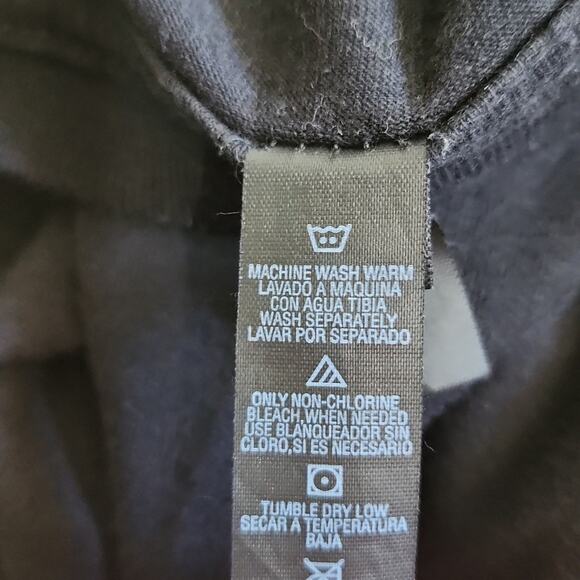 MACHINE WASH WARM
LAVADO A MAQUINA
CON AGUA TIBIA
WASH SEPARATELY
LAVAR POR SEPARADO
ONLY NON-CHLORINE
BLEACH WHEN NEEDED
USE BLANQUEADOR SIN
CLORO,SI ES NECESARIO
TUMBLE DRY LOW
SECAR A TEMPERATURA
BAJA